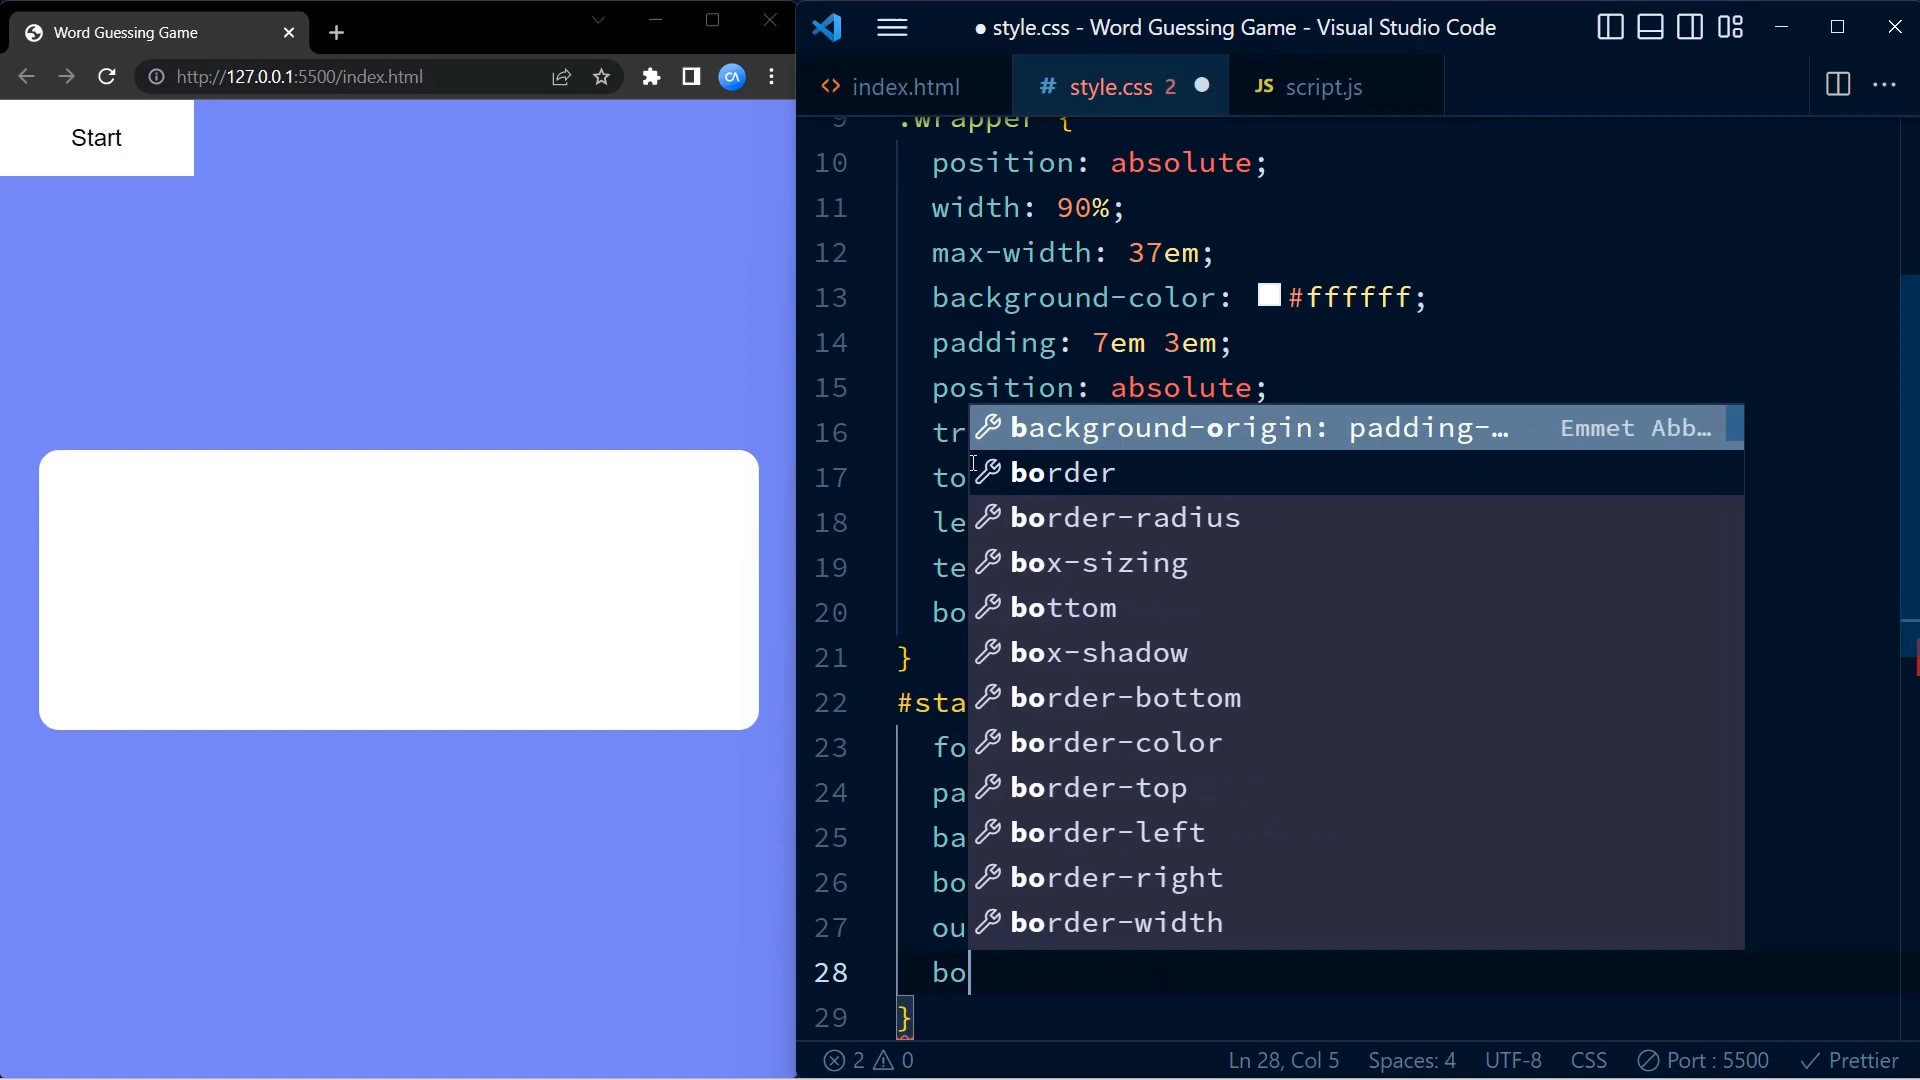 Word Guessing Game
http://127.0.0.1:5500/index.html
CA
Start
● style.css - Word Guessing Game - Visual Studio Code
<> index.html
# style.css 2
JS script.js
9 .wrapper {
10 position: absolute;
11 width: 90%;
12 max-width: 37em;
13 background-color: #ffffff;
14 padding: 7em 3em;
15 position: absolute;
16 tr
17 to
18 le
19 te
20 bo
21 }
22 #sta
23 fo
24 pa
25 ba
26 bo
27 ou
28 bo
29 }
background-origin: padding-… Emmet Abb…
border
border-radius
box-sizing
bottom
box-shadow
border-bottom
border-color
border-top
border-left
border-right
border-width
2 0 Ln 28, Col 5 Spaces: 4 UTF-8 CSS Port : 5500 Prettier